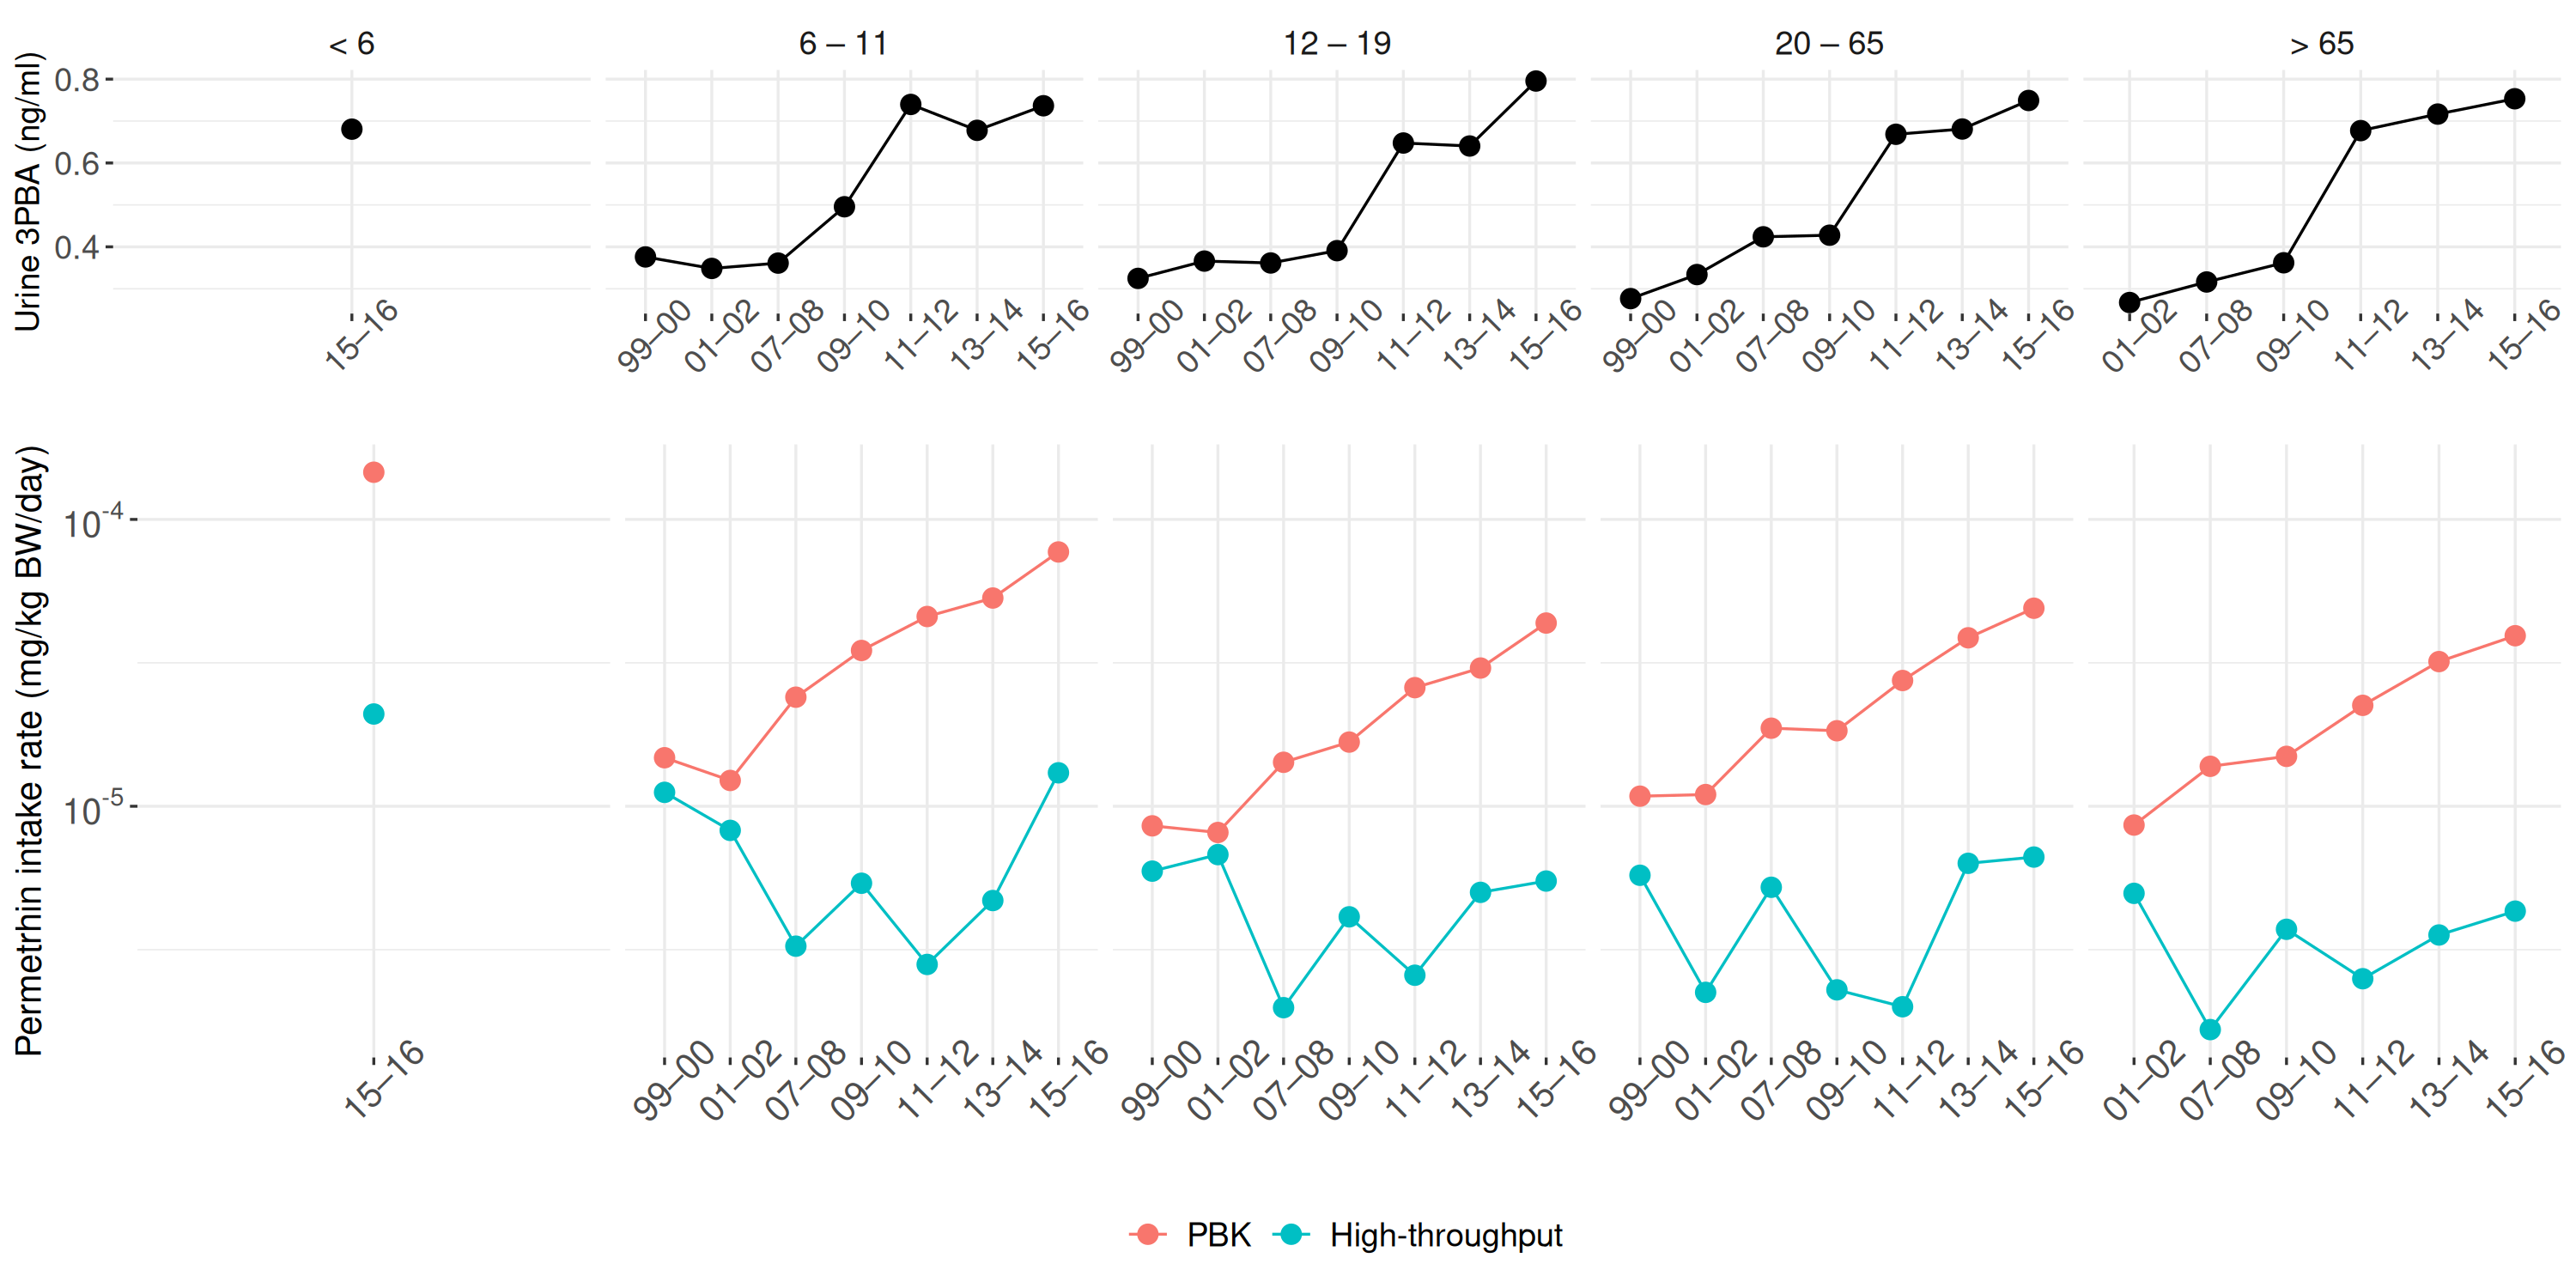 < 6
6 – 11
12 – 19
20 – 65
> 65
Urine 3PBA (ng/ml)
0.8
0.6
0.4
15–16
99–00 01–02 07–08 09–10 11–12 13–14 15–16
99–00 01–02 07–08 09–10 11–12 13–14 15–16
99–00 01–02 07–08 09–10 11–12 13–14 15–16
01–02 07–08 09–10 11–12 13–14 15–16
Permetrhin intake rate (mg/kg BW/day)
10-4
10-5
15–16
99–00 01–02 07–08 09–10 11–12 13–14 15–16
99–00 01–02 07–08 09–10 11–12 13–14 15–16
99–00 01–02 07–08 09–10 11–12 13–14 15–16
01–02 07–08 09–10 11–12 13–14 15–16
PBK High-throughput